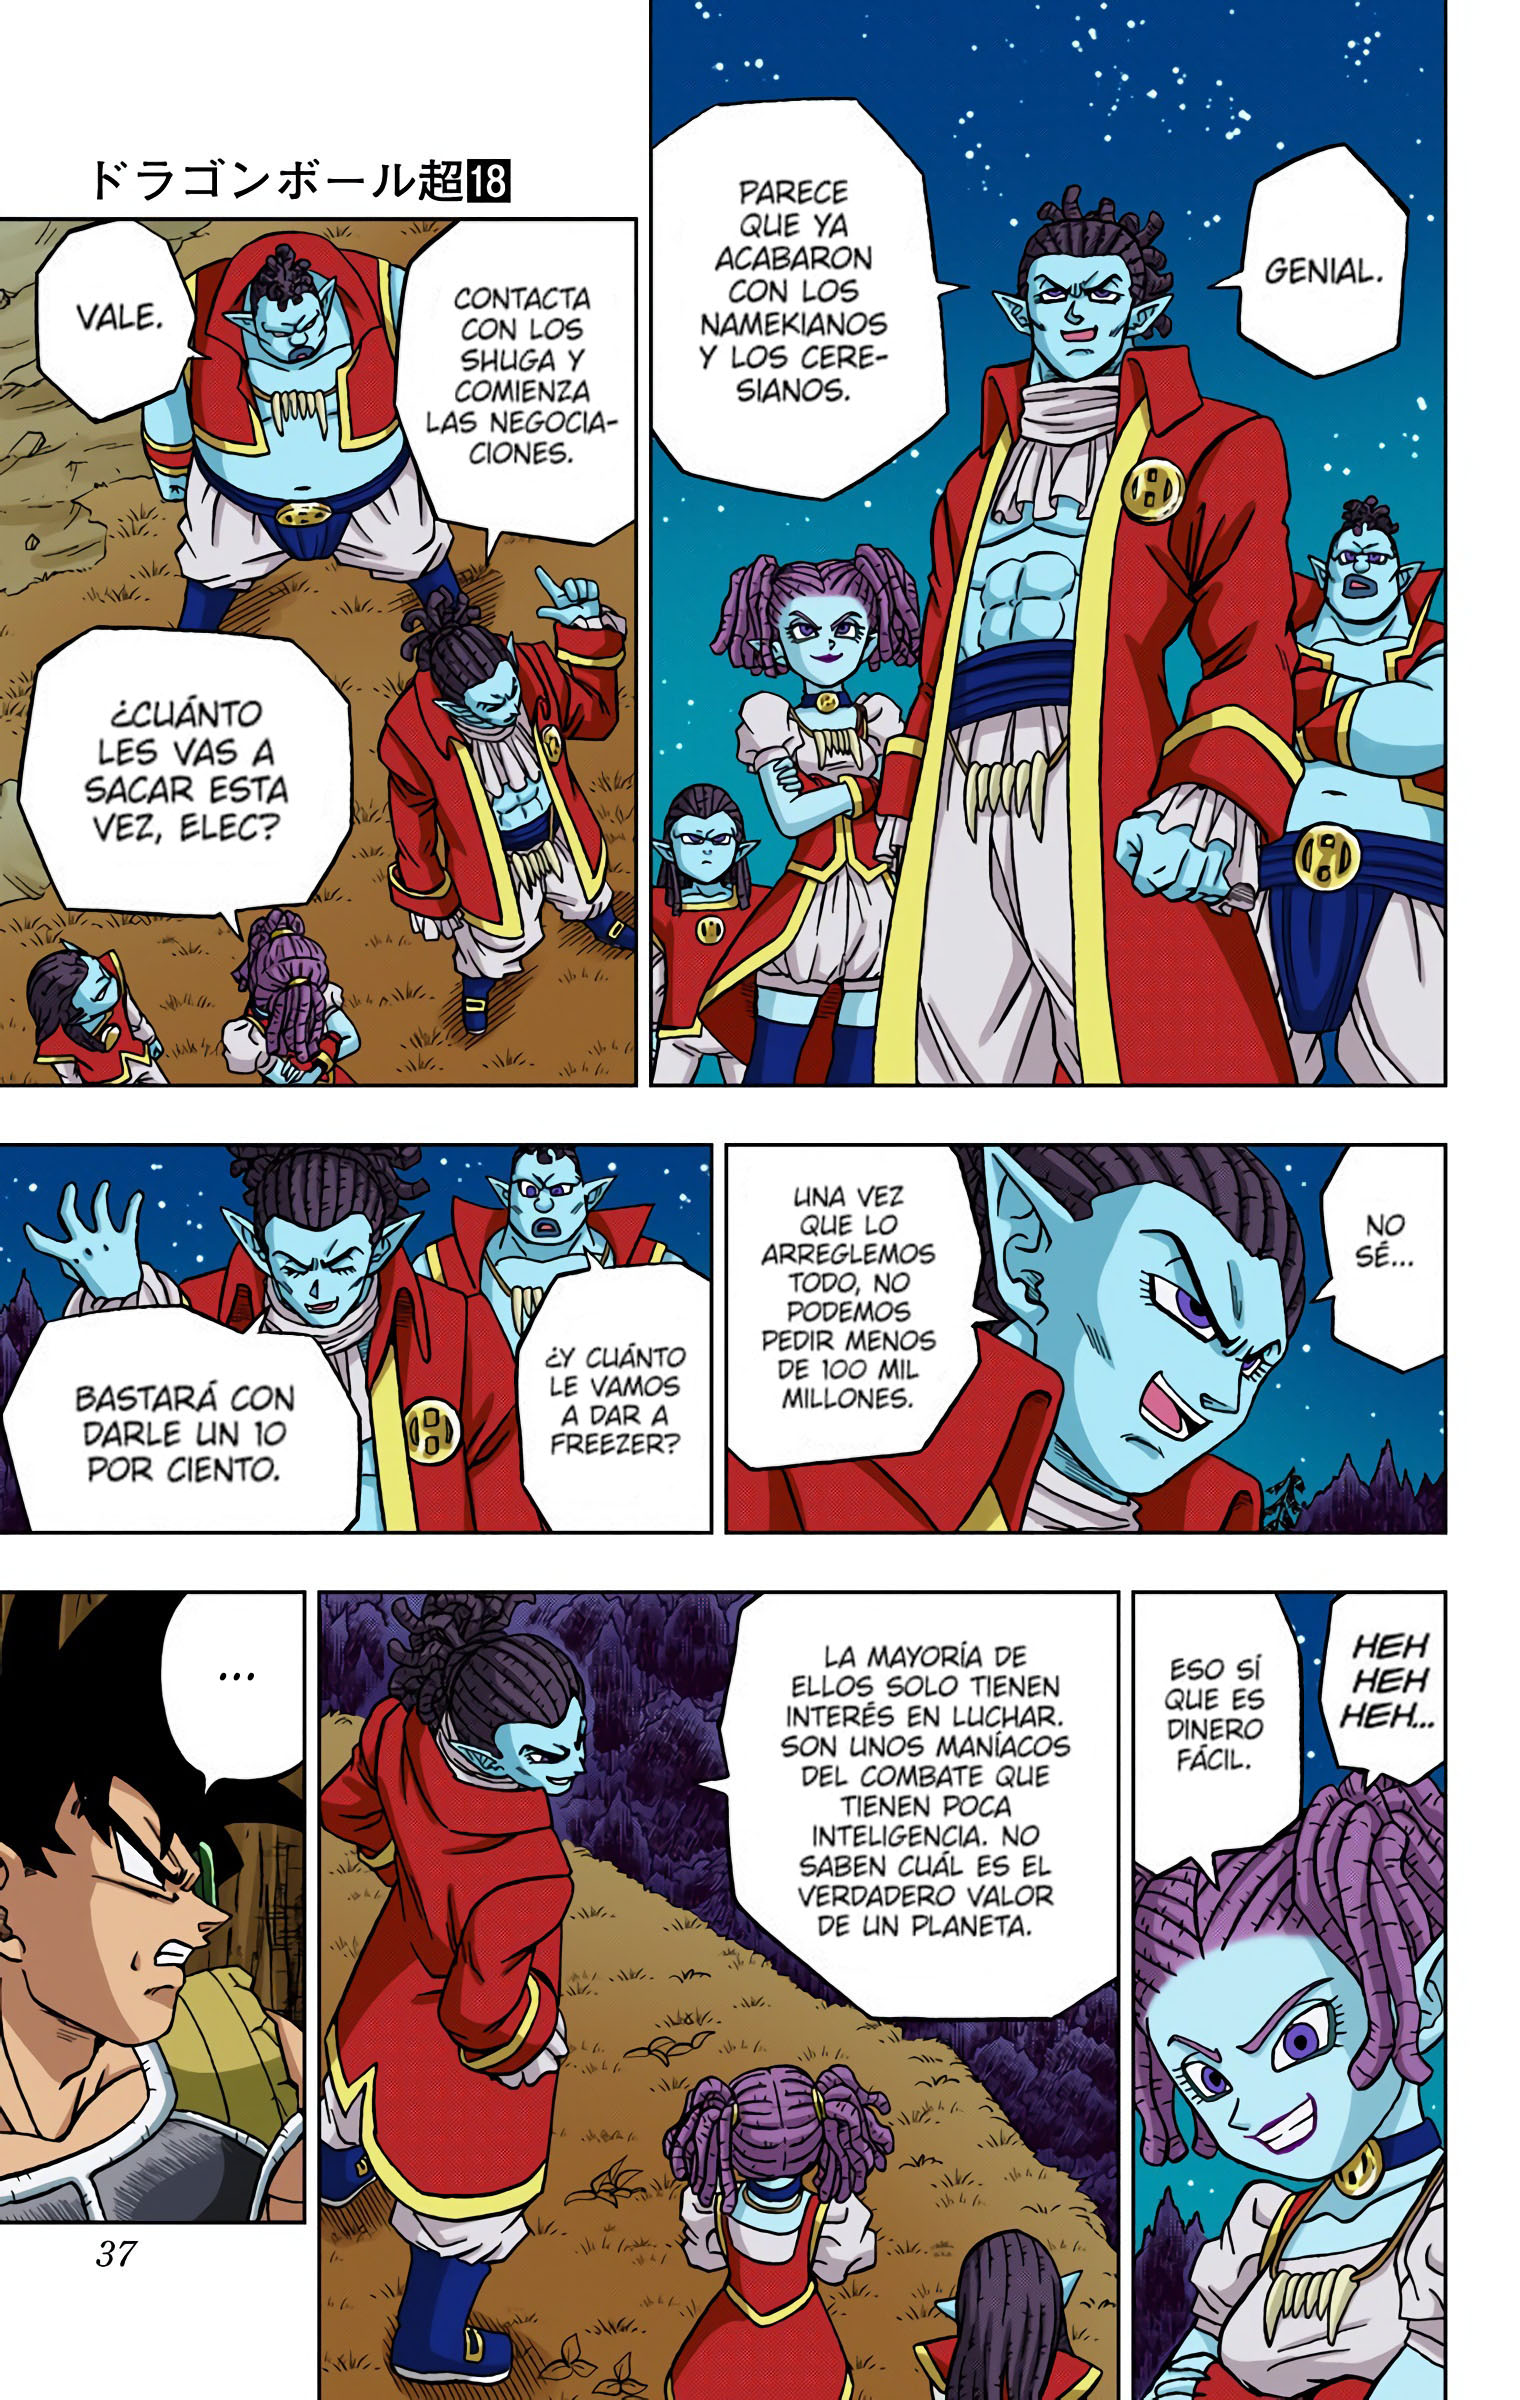 ドラゴンボール超18
GENIAL.
PARECE
QUE YA
ACABARON
CON LOS
NAMEKIANOS
Y LOS CERE-
SIANOS.
CONTACTA
CON LOS
SHUGA Y
COMIENZA
LAS NEGOCIA-
CIONES.
VALE.
¿CUÁNTO
LES VAS A
SACAR ESTA
VEZ, ELEC?
NO
SÉ...
UNA VEZ
QUE LO
ARREGLEMOS
TODO, NO
PODEMOS
PEDIR MENOS
DE 100 MIL
MILLONES.
¿Y CUÁNTO
LE VAMOS
A DAR A
FREEZER?
BASTARÁ CON
DARLE UN 10
POR CIENTO.
HEH
HEH
HEH...
ESO SÍ
QUE ES
DINERO
FÁCIL.
LA MAYORÍA DE
ELLOS SOLO TIENEN
INTERÉS EN LUCHAR.
SON UNOS MANÍACOS
DEL COMBATE QUE
TIENEN POCA
INTELIGENCIA. NO
SABEN CUÁL ES EL
VERDADERO VALOR
DE UN PLANETA.
...
37